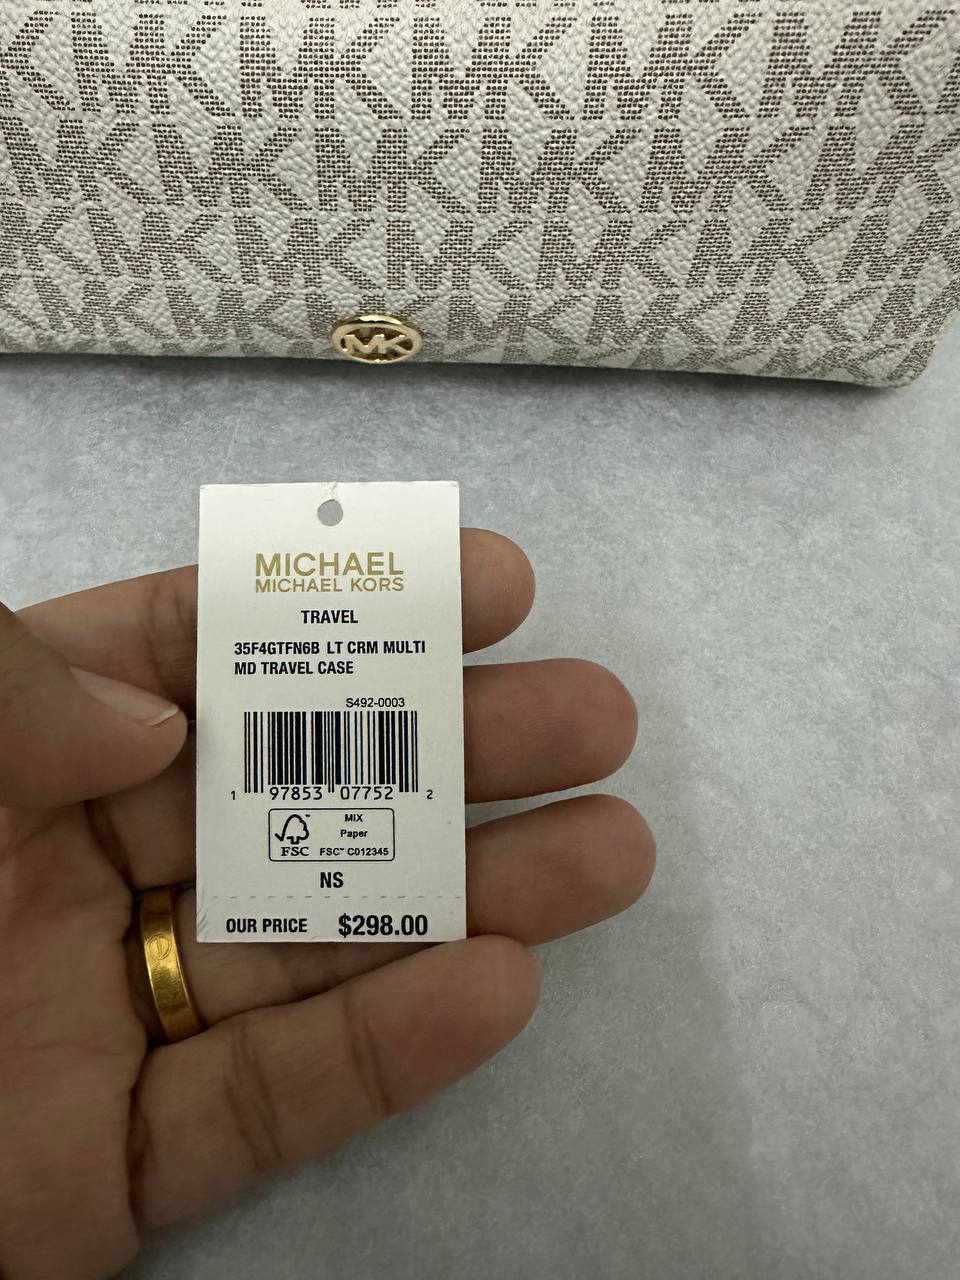 MK
MICHAEL
MICHAEL KORS
TRAVEL
35F4GTFN6B LT CRM MULTI
MD TRAVEL CASE
S492-0003
1 97853 07752 2
MIX
Paper
FSC™ C012345
FSC
NS
OUR PRICE $298.00